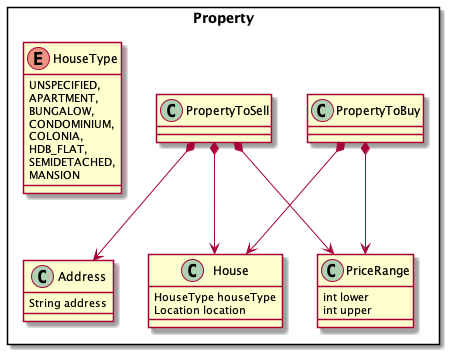 Property
E HouseType
UNSPECIFIED,
APARTMENT,
BUNGALOW,
CONDOMINIUM,
COLONIA,
HDB_FLAT,
SEMIDETACHED,
MANSION
C PropertyToSell
C PropertyToBuy
C Address
String address
C House
HouseType houseType
Location location
C PriceRange
int lower
int upper